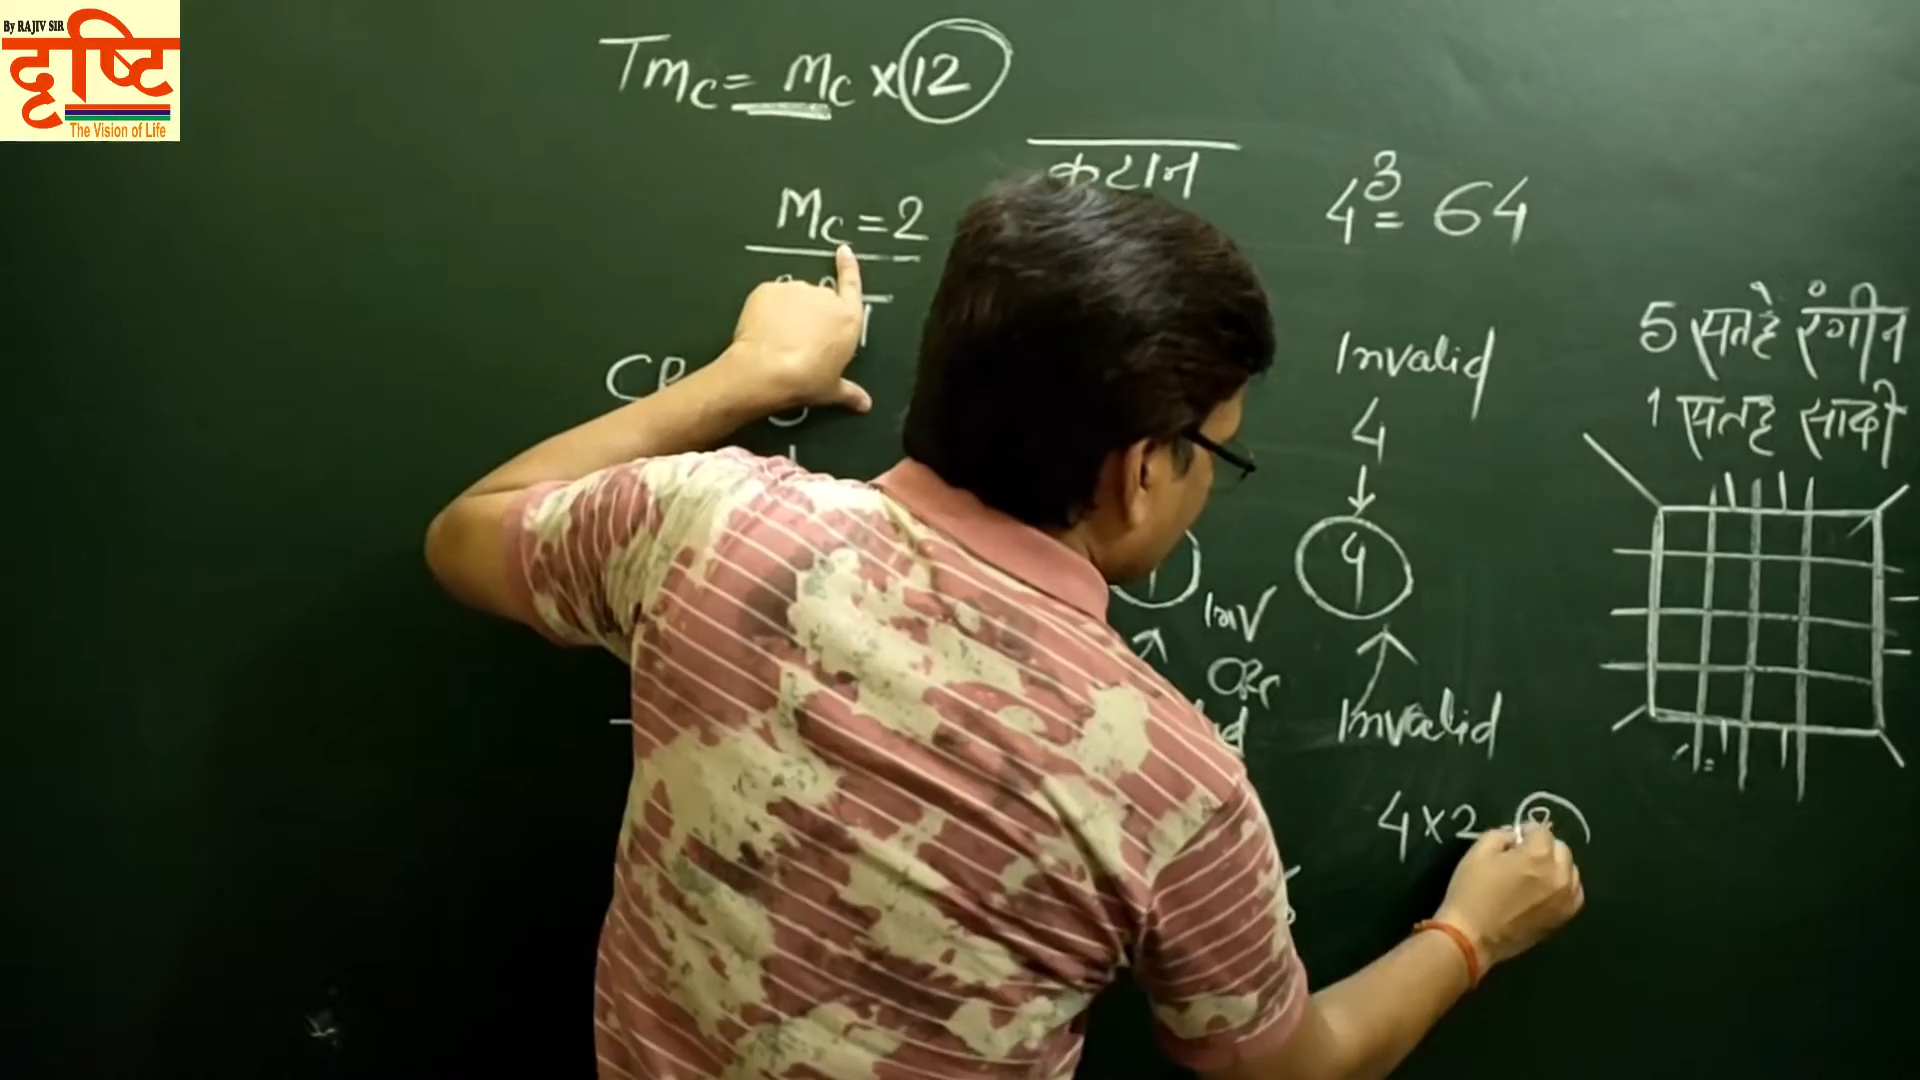 By RAJIV SIR
दृष्टि
The Vision of Life
Tmc = Mc × 12
कटान
4³ = 64
Mc = 2
5 सतहें रंगीन
1 सतह सादी
Invalid
4
4
Inv
Invalid
4 × 2